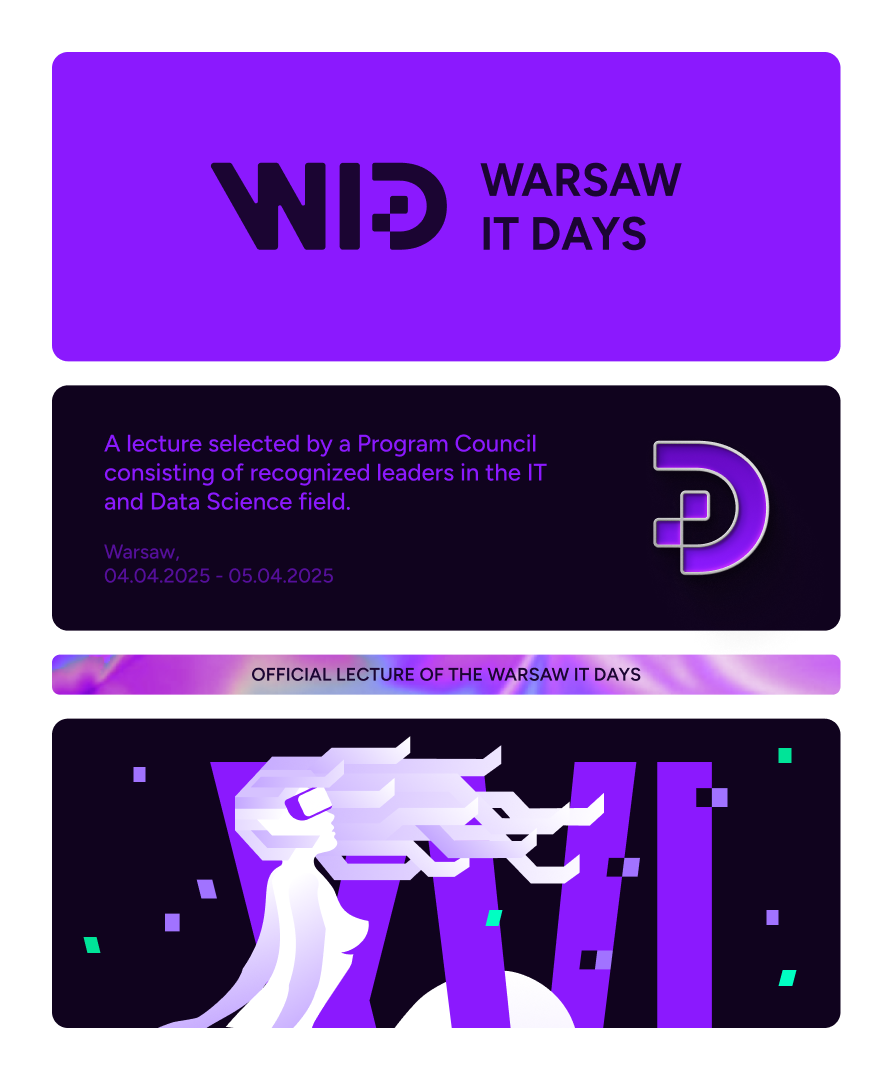 WID
WARSAW
IT DAYS
A lecture selected by a Program Council
consisting of recognized leaders in the IT
and Data Science field.
Warsaw,
04.04.2025 - 05.04.2025
D
OFFICIAL LECTURE OF THE WARSAW IT DAYS
XVI